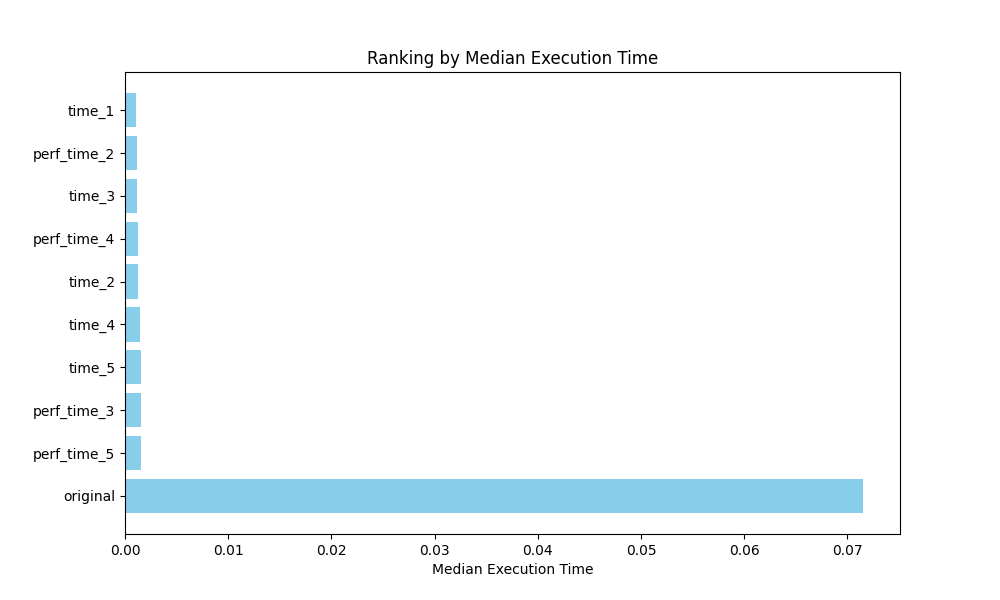 Ranking by Median Execution Time
time_1
perf_time_2
time_3
perf_time_4
time_2
time_4
time_5
perf_time_3
perf_time_5
original
0.00 0.01 0.02 0.03 0.04 0.05 0.06 0.07
Median Execution Time